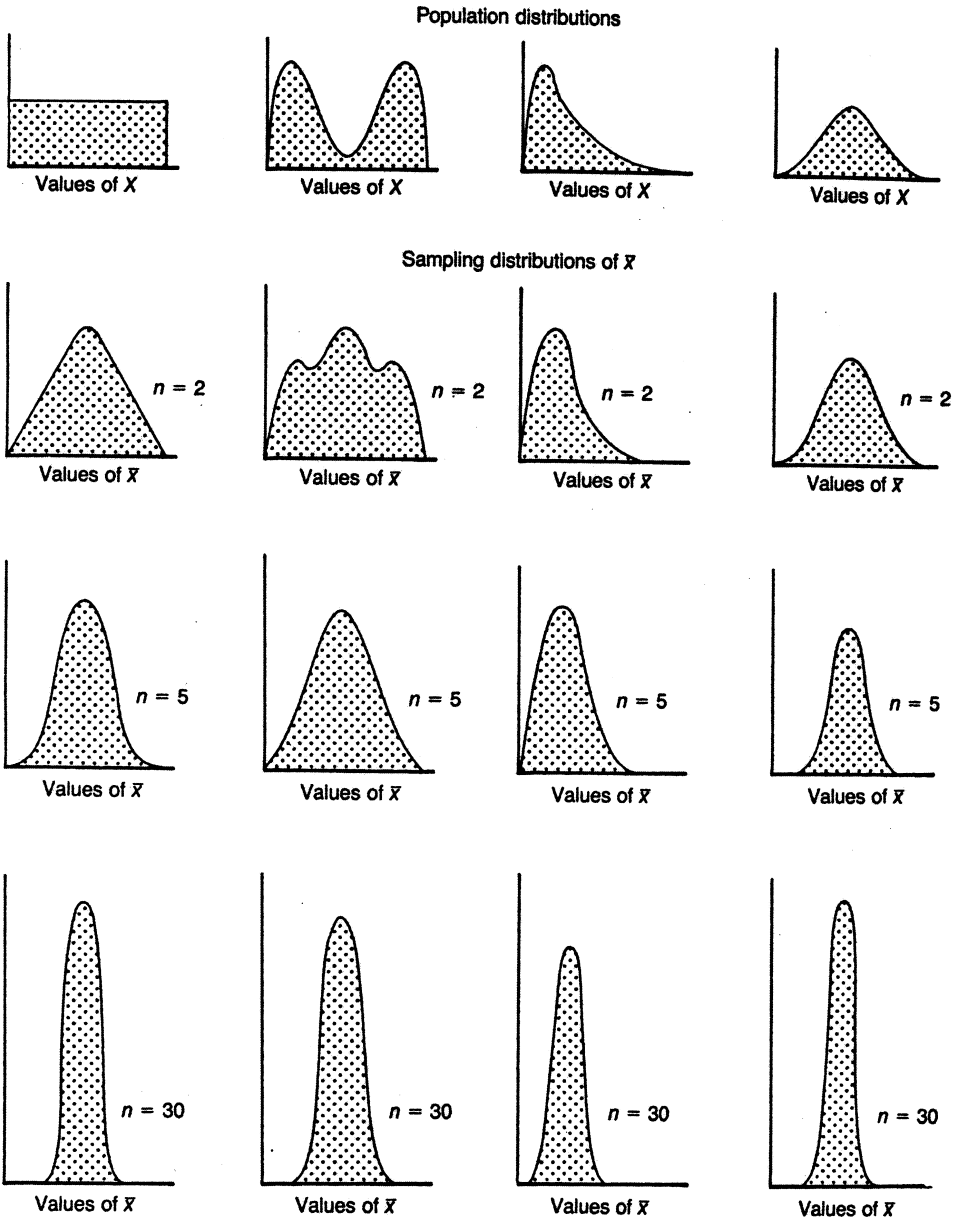 Population distributions
Values of X
Values of X
Values of X
Values of X
Sampling distributions of x̄
n = 2
n = 2
n = 2
n = 2
Values of x̄
Values of x̄
Values of x̄
Values of x̄
n = 5
n = 5
n = 5
n = 5
Values of x̄
Values of x̄
Values of x̄
Values of x̄
n = 30
n = 30
n = 30
n = 30
Values of x̄
Values of x̄
Values of x̄
Values of x̄